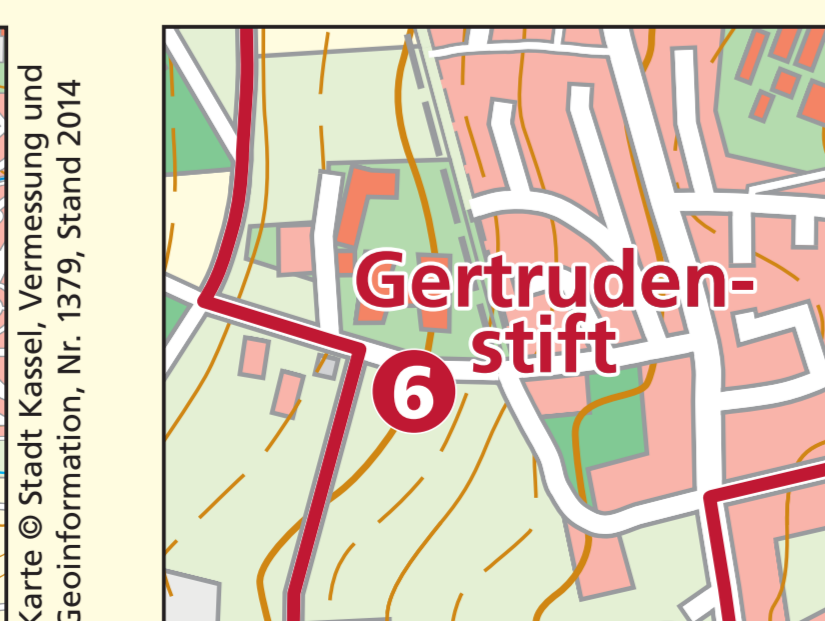 Karte © Stadt Kassel, Vermessung und
Geoinformation, Nr. 1379, Stand 2014
Gertruden-
stift
6